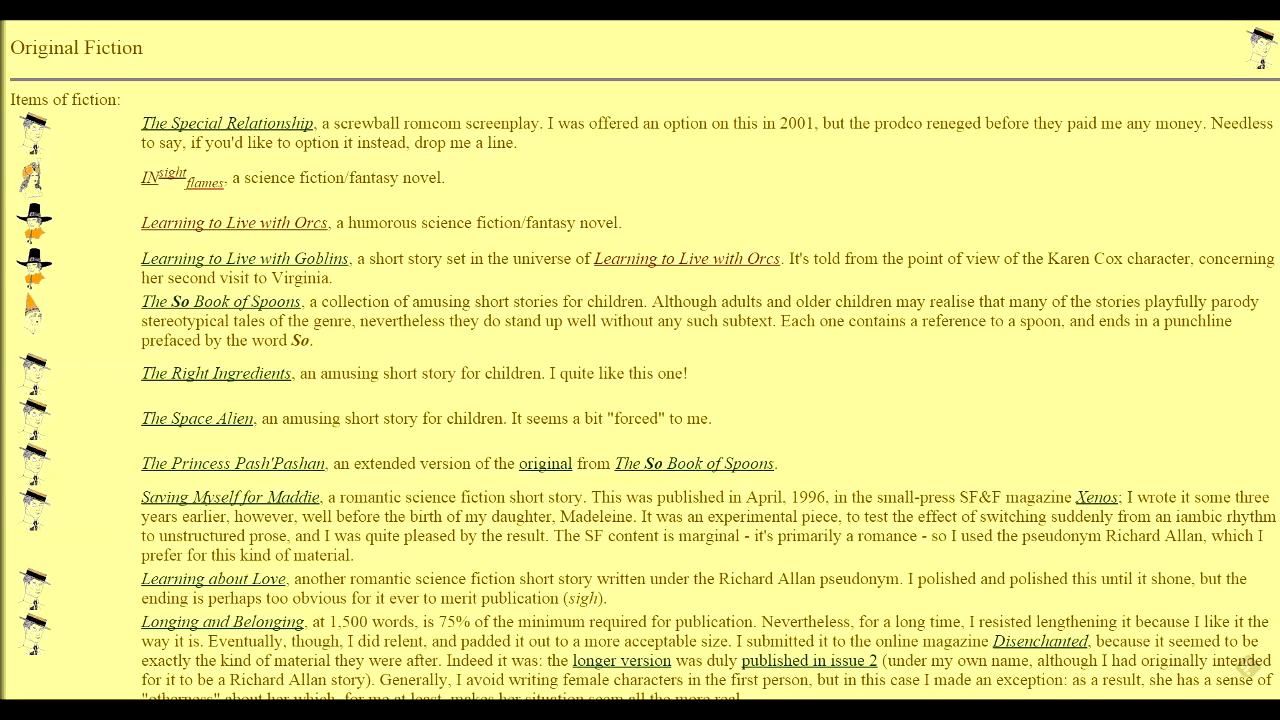 Original Fiction
Items of fiction:
The Special Relationship, a screwball romcom screenplay. I was offered an option on this in 2001, but the prodco reneged before they paid me any money. Needless
to say, if you'd like to option it instead, drop me a line.
INsightflames, a science fiction/fantasy novel.
Learning to Live with Orcs, a humorous science fiction/fantasy novel.
Learning to Live with Goblins, a short story set in the universe of Learning to Live with Orcs. It's told from the point of view of the Karen Cox character, concerning
her second visit to Virginia.
The So Book of Spoons, a collection of amusing short stories for children. Although adults and older children may realise that many of the stories playfully parody
stereotypical tales of the genre, nevertheless they do stand up well without any such subtext. Each one contains a reference to a spoon, and ends in a punchline
prefaced by the word So.
The Right Ingredients, an amusing short story for children. I quite like this one!
The Space Alien, an amusing short story for children. It seems a bit "forced" to me.
The Princess Pash'Pashan, an extended version of the original from The So Book of Spoons.
Saving Myself for Maddie, a romantic science fiction short story. This was published in April, 1996, in the small-press SF&F magazine Xenos; I wrote it some three
years earlier, however, well before the birth of my daughter, Madeleine. It was an experimental piece, to test the effect of switching suddenly from an iambic rhythm
to unstructured prose, and I was quite pleased by the result. The SF content is marginal - it's primarily a romance - so I used the pseudonym Richard Allan, which I
prefer for this kind of material.
Learning about Love, another romantic science fiction short story written under the Richard Allan pseudonym. I polished and polished this until it shone, but the
ending is perhaps too obvious for it ever to merit publication (sigh).
Longing and Belonging, at 1,500 words, is 75% of the minimum required for publication. Nevertheless, for a long time, I resisted lengthening it because I like it the
way it is. Eventually, though, I did relent, and padded it out to a more acceptable size. I submitted it to the online magazine Disenchanted, because it seemed to be
exactly the kind of material they were after. Indeed it was: the longer version was duly published in issue 2 (under my own name, although I had originally intended
for it to be a Richard Allan story). Generally, I avoid writing female characters in the first person, but in this case I made an exception: as a result, she has a sense of
"otherness" about her which, for me at least, makes her situation seem all the more real.